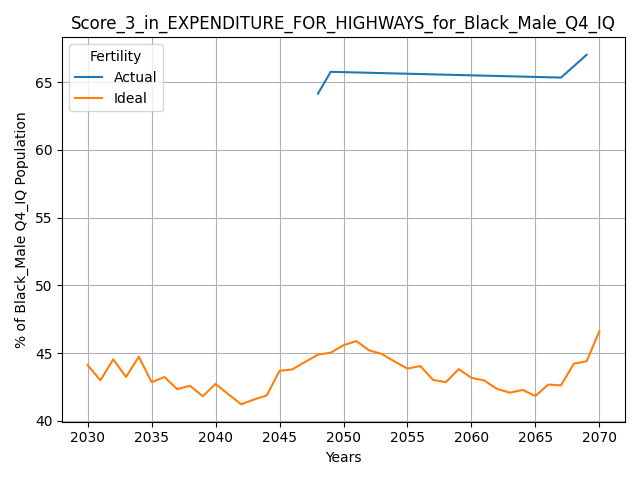 Score_3_in_EXPENDITURE_FOR_HIGHWAYS_for_Black_Male_Q4_IQ
Fertility
Actual
Ideal
% of Black_Male Q4_IQ Population
65
60
55
50
45
40
2030 2035 2040 2045 2050 2055 2060 2065 2070
Years